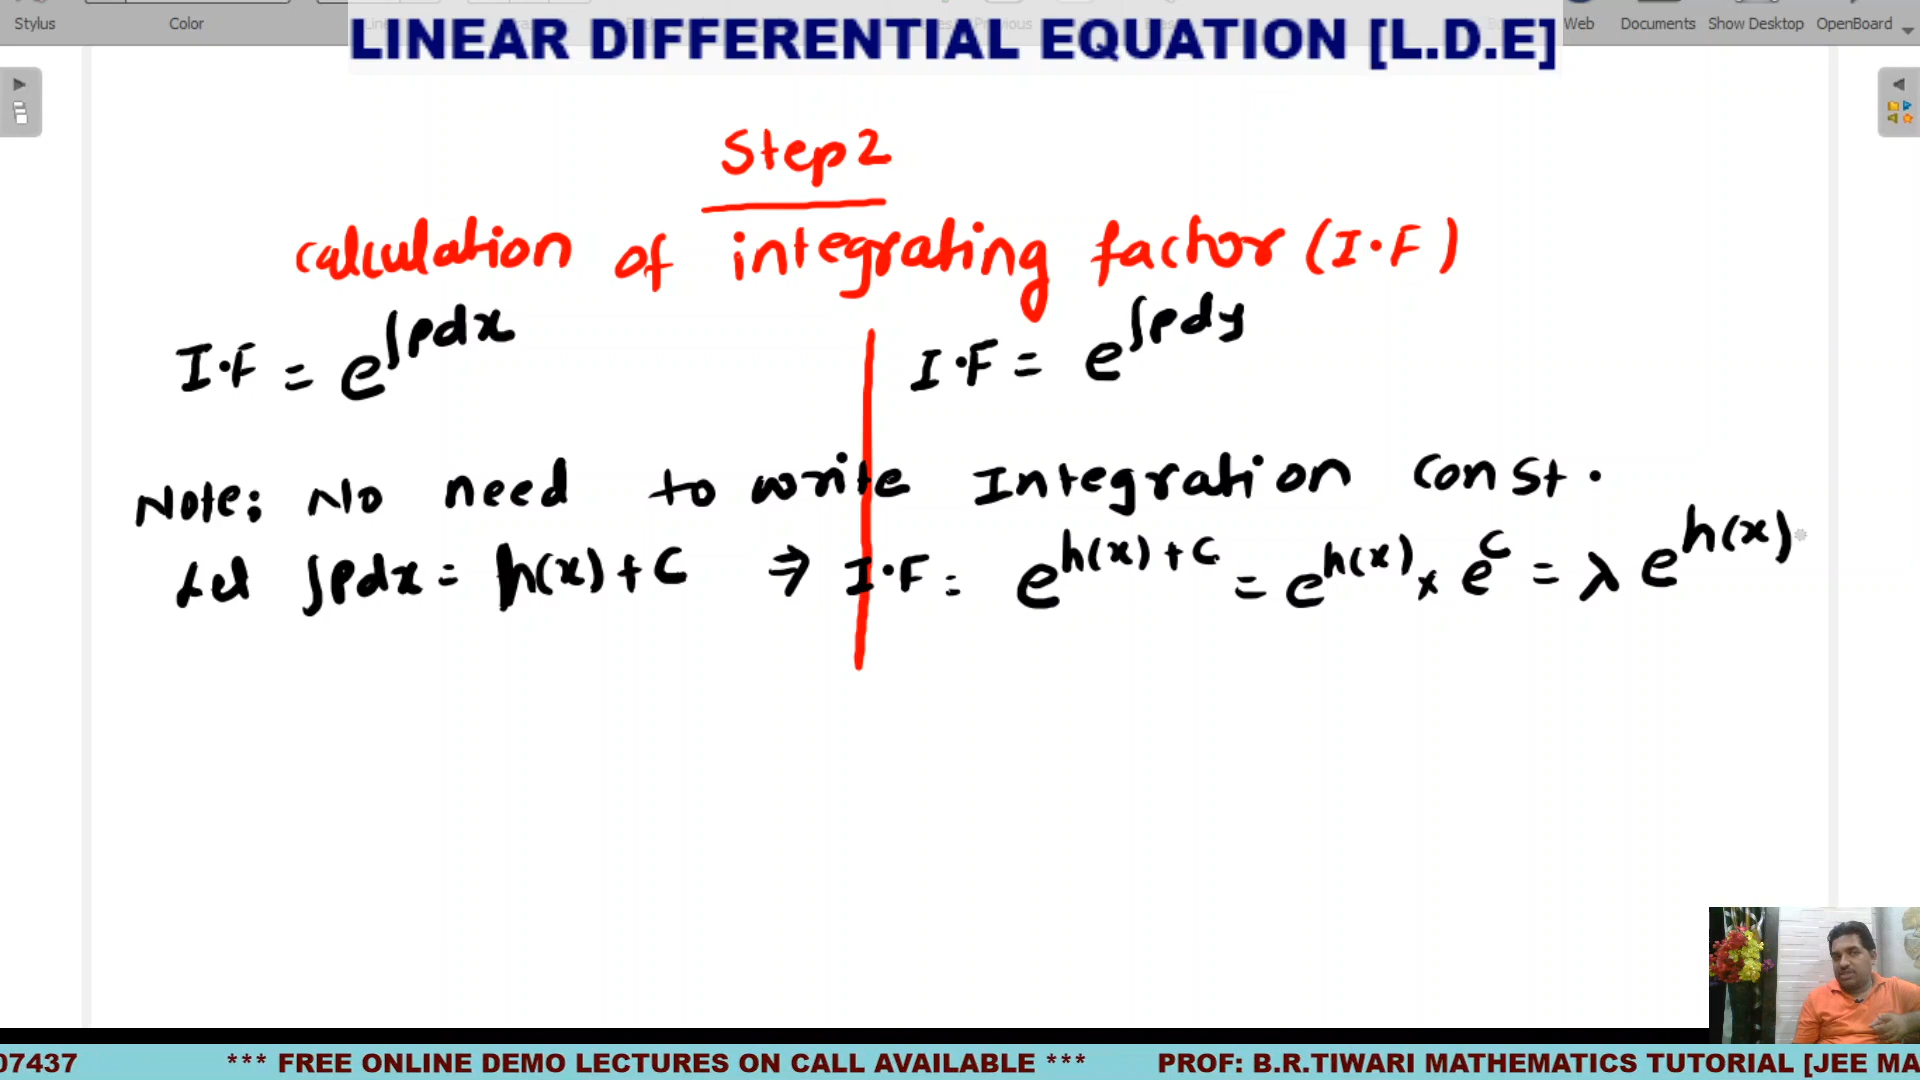 Stylus Color Web Documents Show Desktop OpenBoard
LINEAR DIFFERENTIAL EQUATION [L.D.E]
Step 2
calculation of integrating factor (I.F)
I.F = e^∫pdx
I.F = e^∫pdy
Note: No need to write Integration const.
Let ∫pdx = h(x) + C ⇒ I.F = e^h(x)+C = e^h(x) × e^C = λ e^h(x)
07437 *** FREE ONLINE DEMO LECTURES ON CALL AVAILABLE *** PROF: B.R.TIWARI MATHEMATICS TUTORIAL [JEE MA